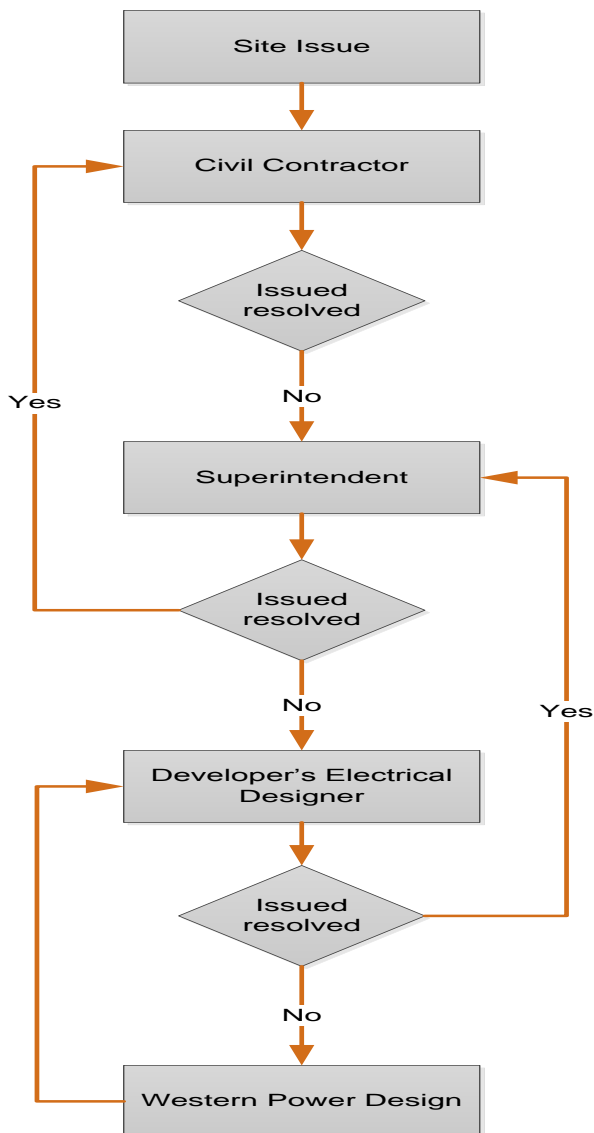 Site Issue
Civil Contractor
Issued
resolved
Yes
No
Superintendent
Issued
resolved
No
Yes
Developer’s Electrical
Designer
Issued
resolved
No
Western Power Design